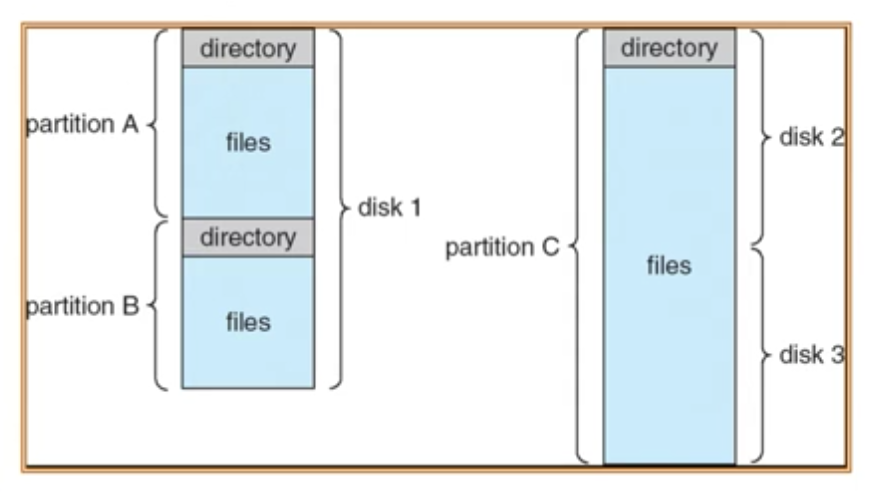 directory
partition A
files
disk 1
directory
partition B
files
directory
disk 2
partition C
files
disk 3